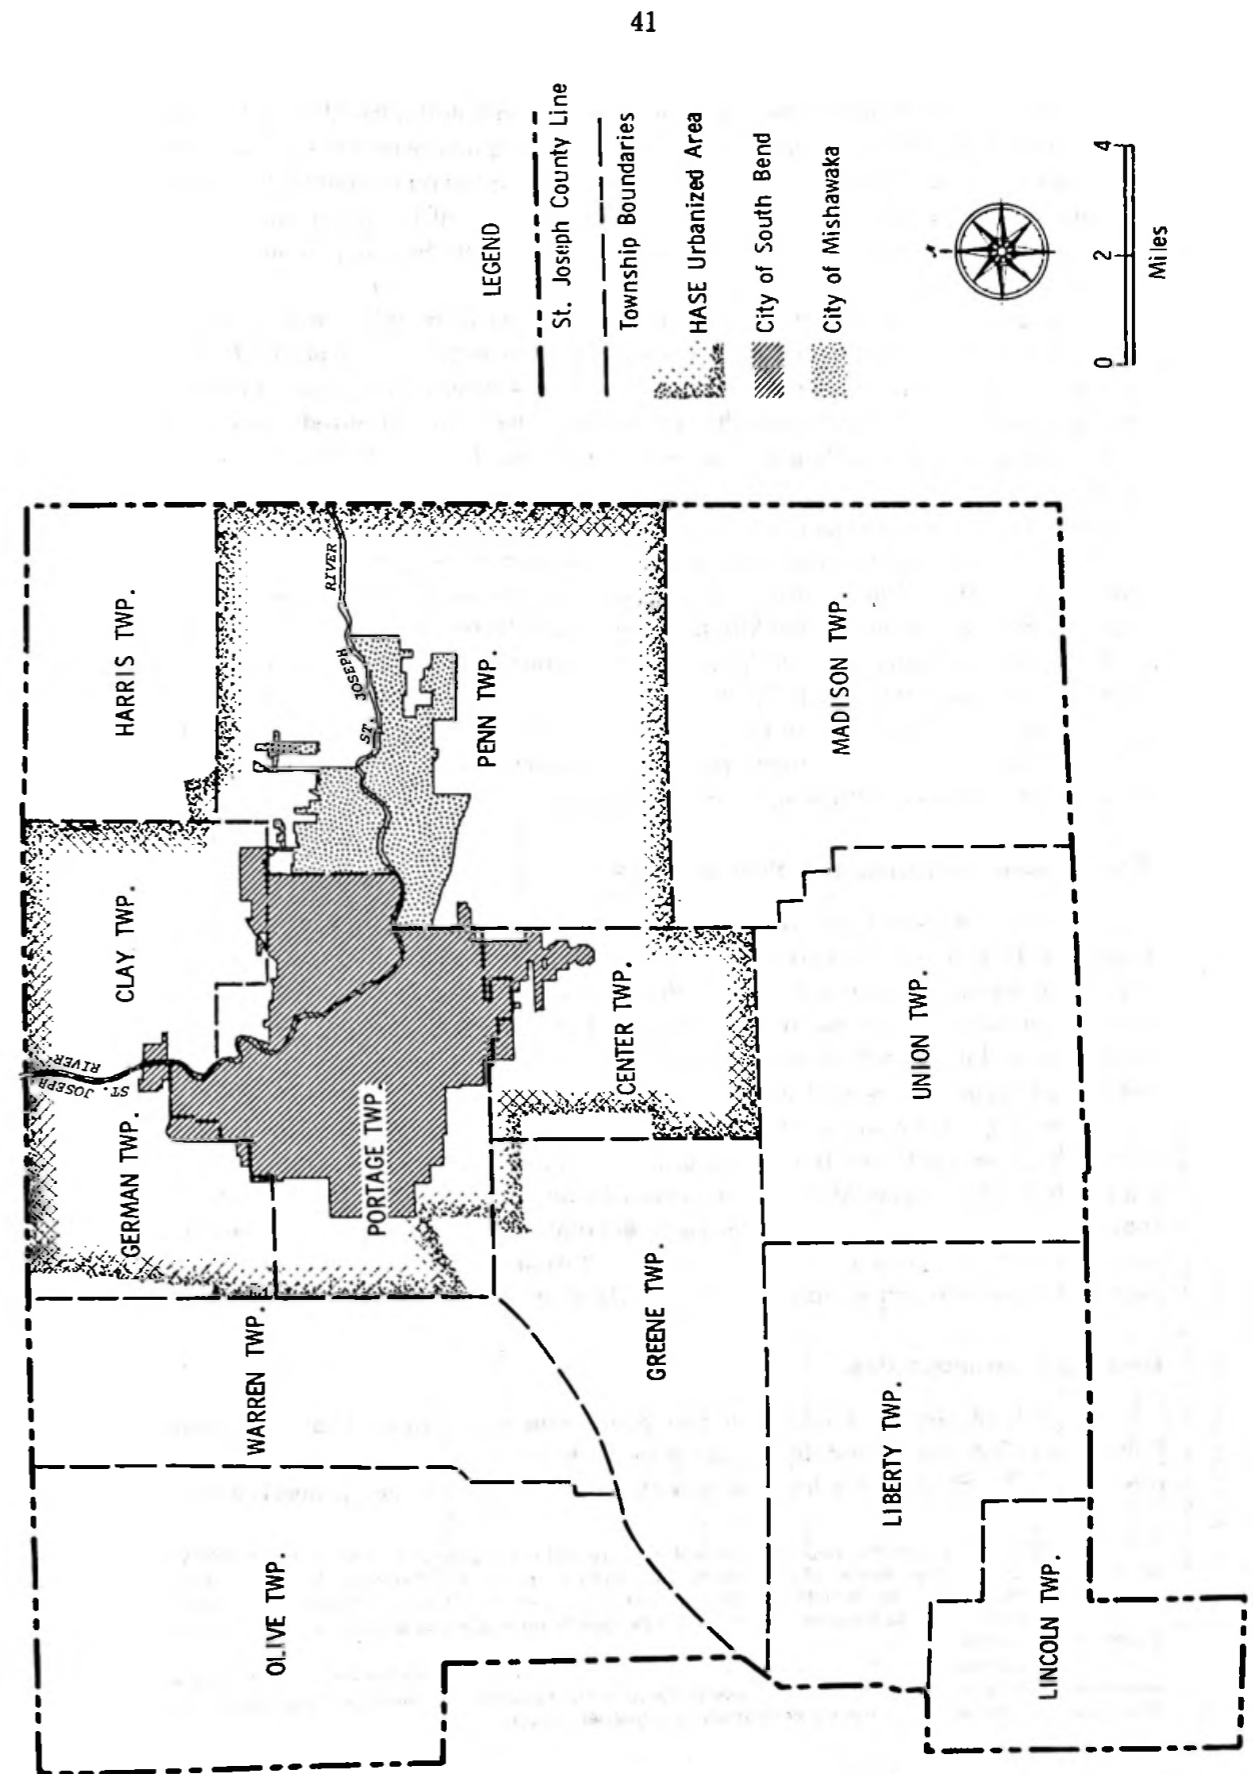 41
HARRIS TWP.
CLAY TWP.
GERMAN TWP.
WARREN TWP.
OLIVE TWP.
ST. JOSEPH RIVER
ST. JOSEPH RIVER
PENN TWP.
PORTAGE TWP.
CENTER TWP.
GREENE TWP.
MADISON TWP.
UNION TWP.
LIBERTY TWP.
LINCOLN TWP.
LEGEND
St. Joseph County Line
Township Boundaries
HASE Urbanized Area
City of South Bend
City of Mishawaka
0 2 4
Miles